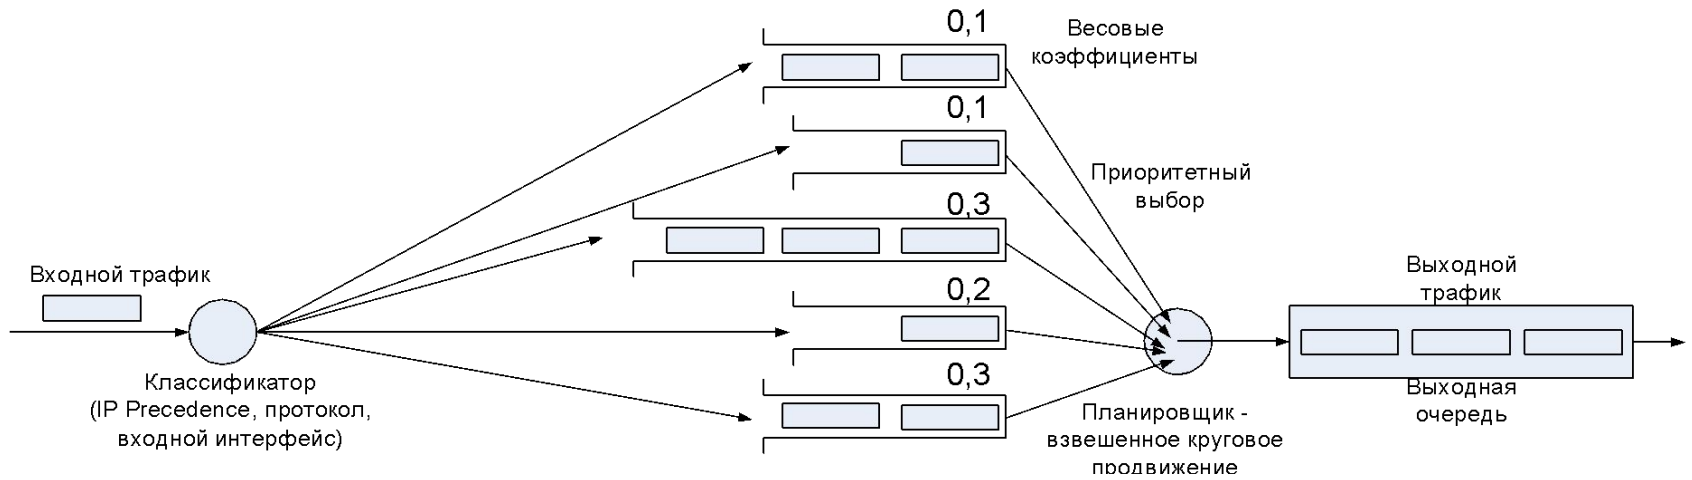 0,1
Весовые
коэффициенты
0,1
Приоритетный
выбор
0,3
Входной трафик
0,2
Выходной
трафик
Классификатор
(IP Precedence, протокол,
входной интерфейс)
0,3
Выходная
очередь
Планировщик -
взвешенное круговое
продвижение